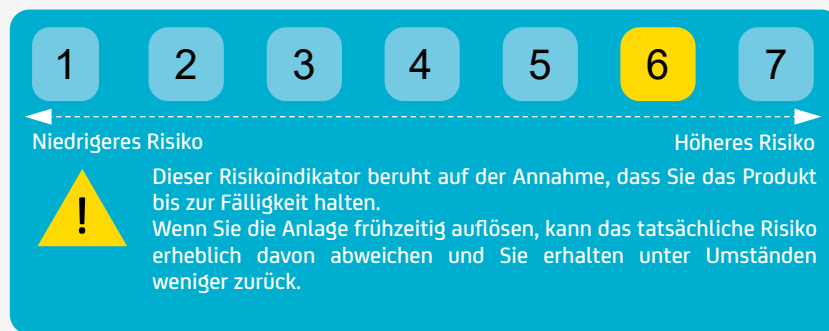 1 2 3 4 5 6 7
Niedrigeres Risiko Höheres Risiko
!
Dieser Risikoindikator beruht auf der Annahme, dass Sie das Produkt
bis zur Fälligkeit halten.
Wenn Sie die Anlage frühzeitig auflösen, kann das tatsächliche Risiko
erheblich davon abweichen und Sie erhalten unter Umständen
weniger zurück.